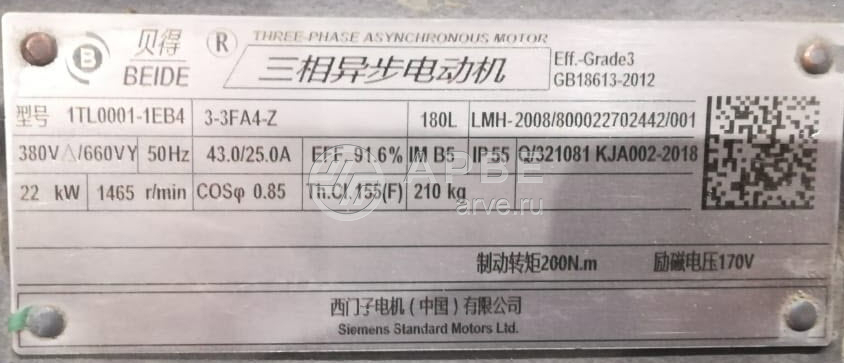 贝得 ® THREE-PHASE ASYNCHRONOUS MOTOR
B BEIDE 三相异步电动机 Eff.-Grade3
GB18613-2012
型号 1TL0001-1EB4 3-3FA4-Z 180L LMH-2008/800022702442/001
380V△/660VY 50Hz 43.0/25.0A EFF. 91.6% IM B5 IP 55 Q/321081 KJA002-2018
22 kW 1465 r/min COSφ 0.85 Th.Cl.155(F) 210 kg
АРВЕ
arve.ru
制动转矩200N.m 励磁电压170V
西门子电机（中国）有限公司
Siemens Standard Motors Ltd.